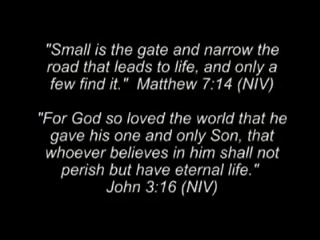 "Small is the gate and narrow the
road that leads to life, and only a
few find it."  Matthew 7:14 (NIV)
"For God so loved the world that he
gave his one and only Son, that
whoever believes in him shall not
perish but have eternal life."
John 3:16 (NIV)